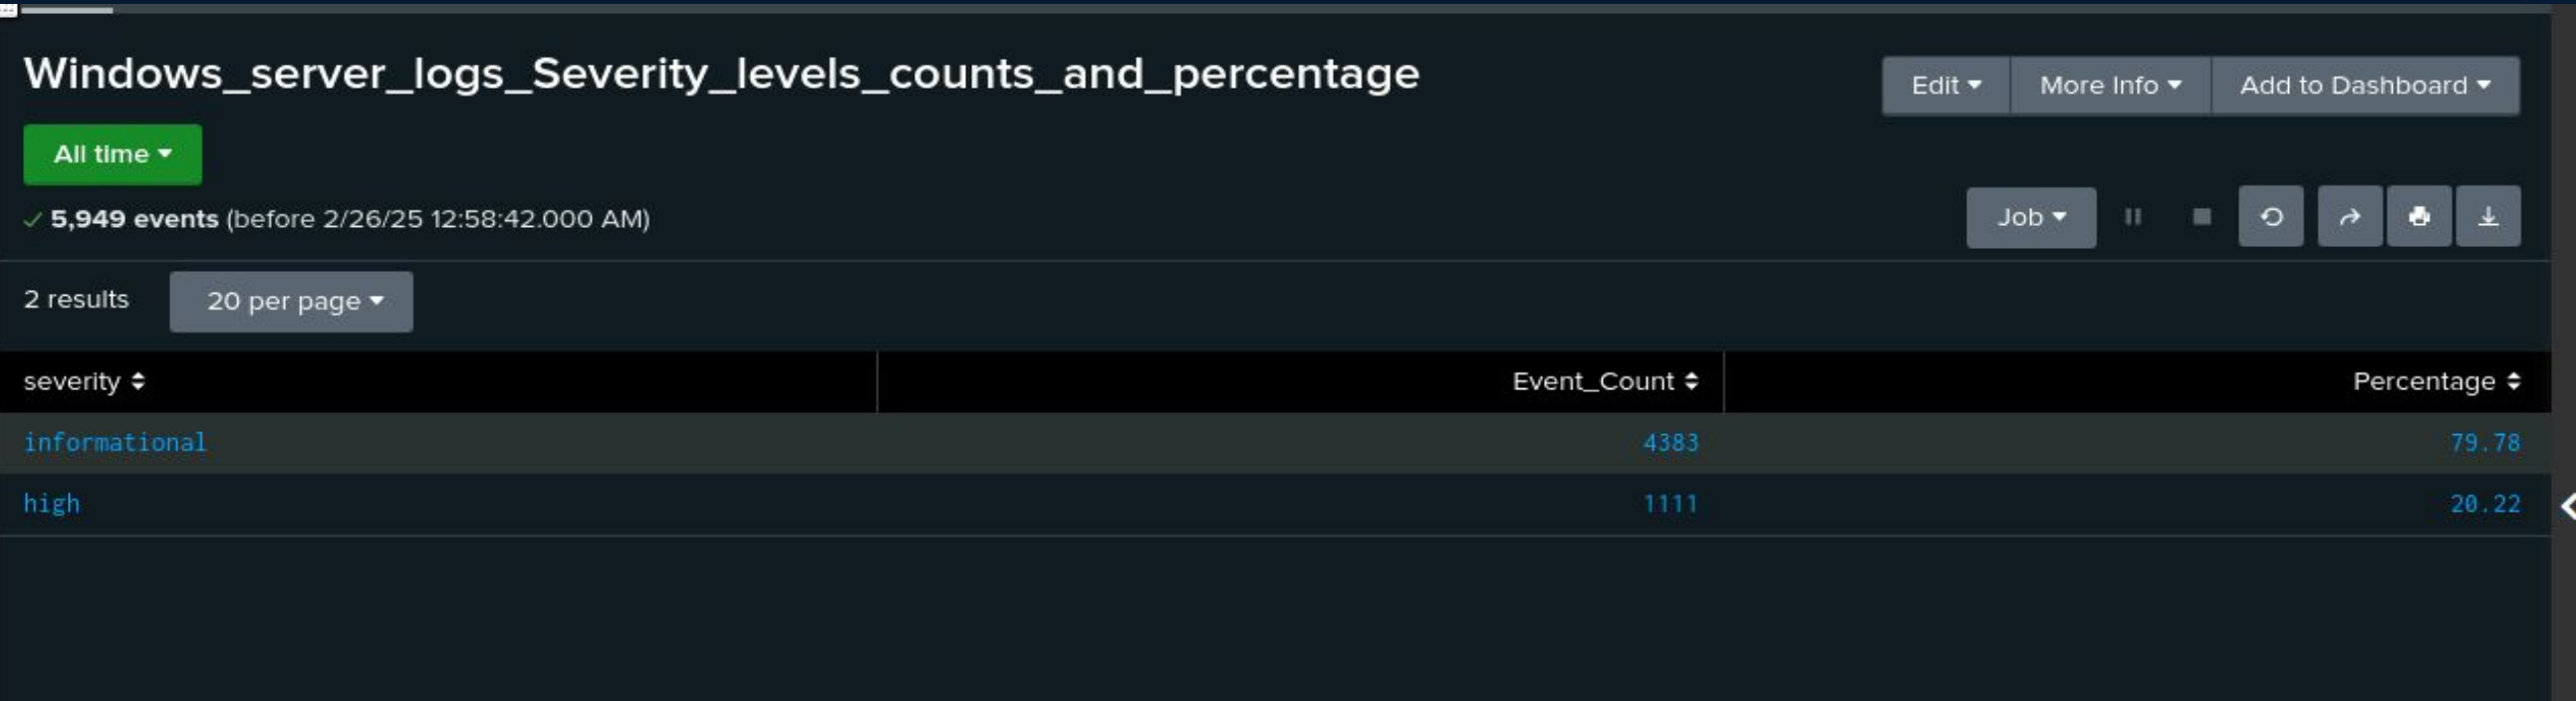 Windows_server_logs_Severity_levels_counts_and_percentage
Edit More Info Add to Dashboard
All time
5,949 events (before 2/26/25 12:58:42.000 AM)
Job
2 results 20 per page
severity Event_Count Percentage
informational 4383 79.78
high 1111 20.22